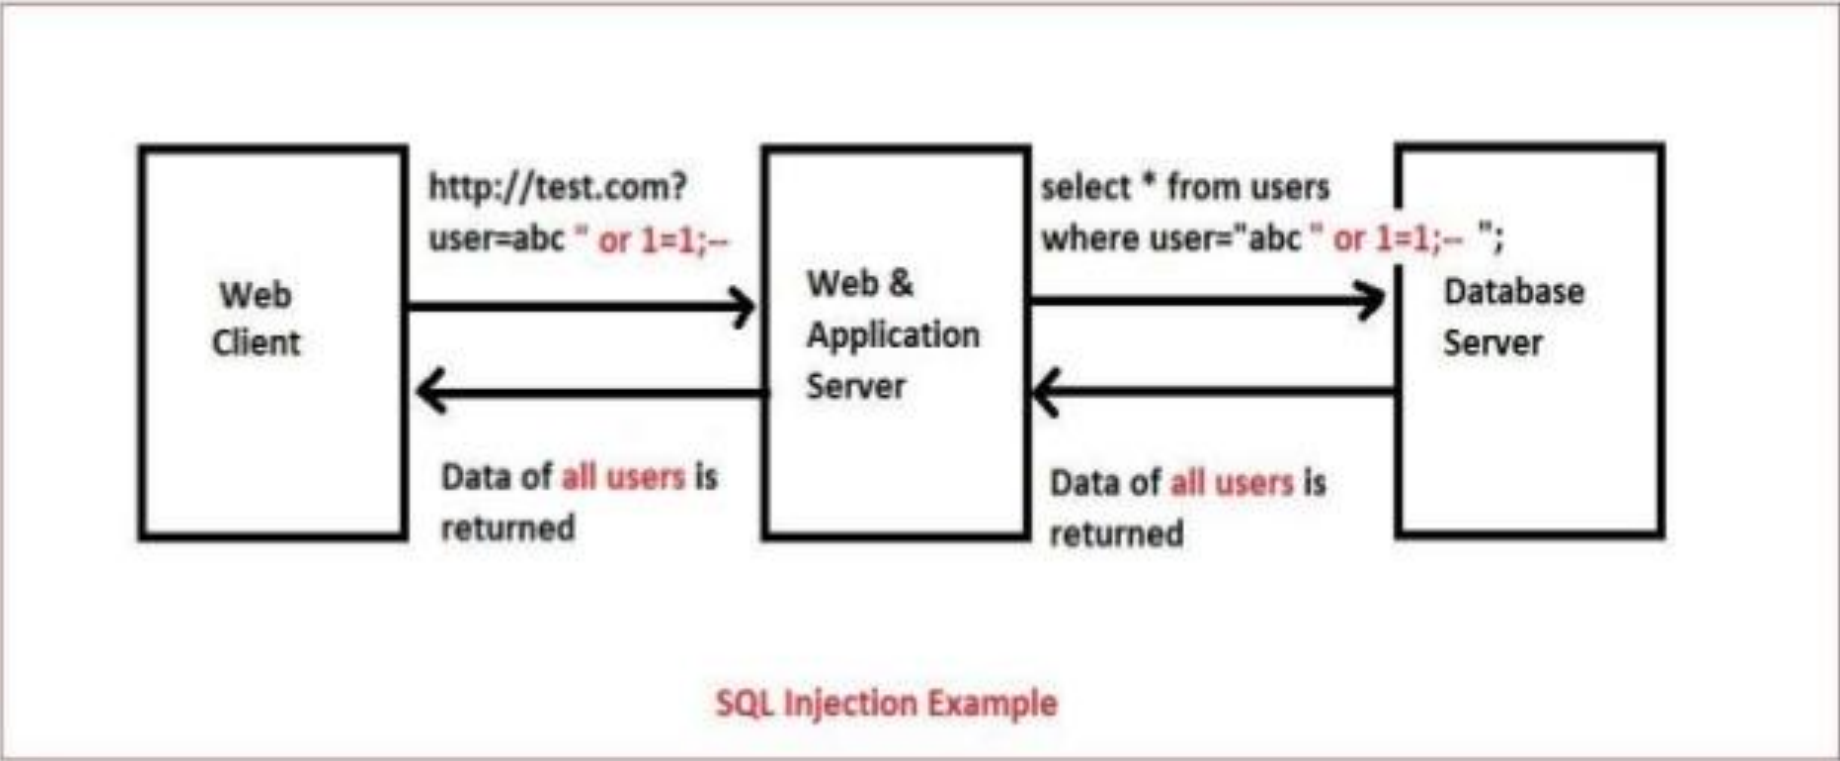 http://test.com?
user=abc " or 1=1;--
select * from users
where user="abc " or 1=1;-- ";
Web
Client
Web &
Application
Server
Database
Server
Data of all users is
returned
Data of all users is
returned
SQL Injection Example